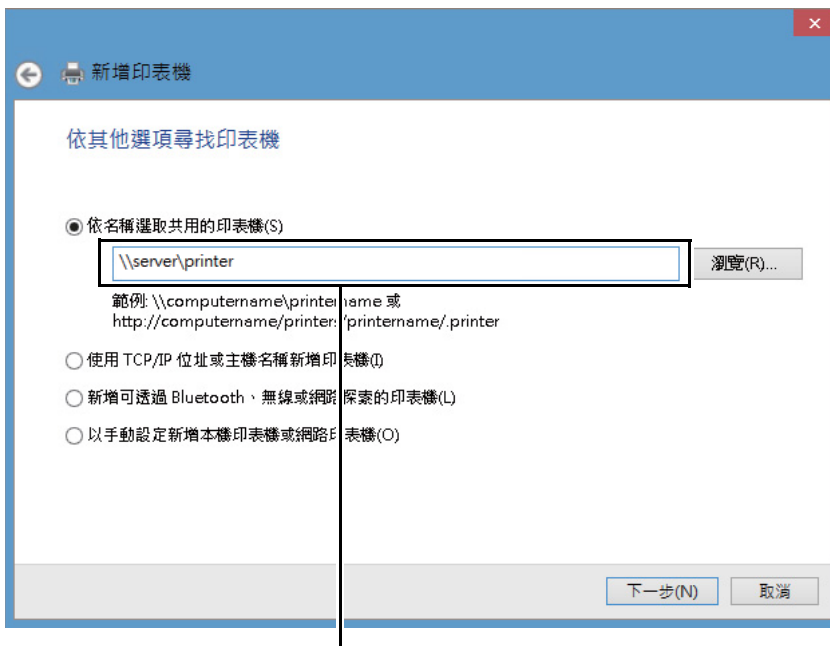 新增印表機
依其他選項尋找印表機
依名稱選取共用的印表機(S)
\\server\printer
瀏覽(R)...
範例: \\computername\printername 或
http://computername/printers/printername/.printer
使用 TCP/IP 位址或主機名稱新增印表機(I)
新增可透過 Bluetooth、無線或網路探索的印表機(L)
以手動設定新增本機印表機或網路印表機(O)
下一步(N)
取消